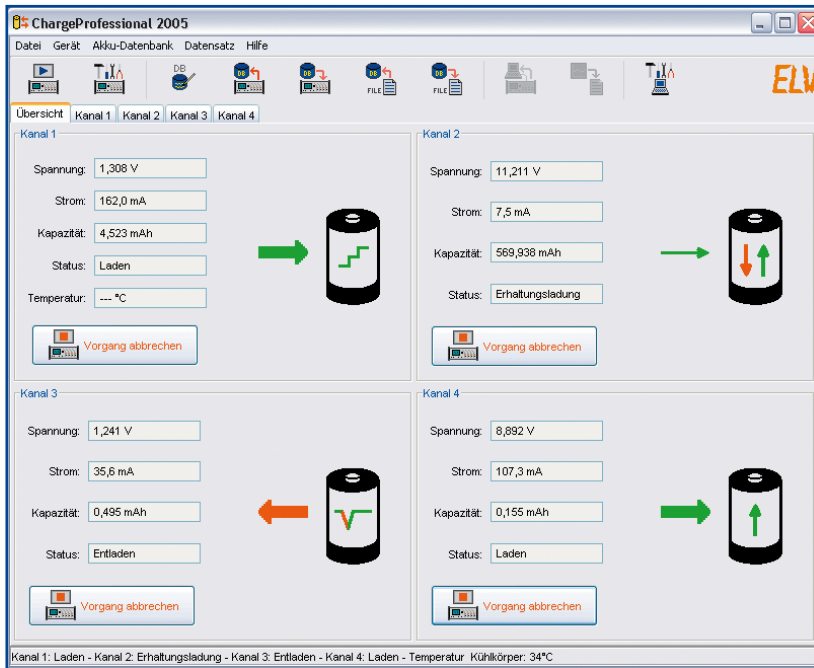 ChargeProfessional 2005
Datei Gerät Akku-Datenbank Datensatz Hilfe
DB DB DB DB FILE DB FILE
ELV
Übersicht Kanal 1 Kanal 2 Kanal 3 Kanal 4
Kanal 1
Spannung: 1,308 V
Strom: 162,0 mA
Kapazität: 4,523 mAh
Status: Laden
Temperatur: --- °C
Vorgang abbrechen
Kanal 2
Spannung: 11,211 V
Strom: 7,5 mA
Kapazität: 569,938 mAh
Status: Erhaltungsladung
Vorgang abbrechen
Kanal 3
Spannung: 1,241 V
Strom: 35,6 mA
Kapazität: 0,495 mAh
Status: Entladen
Vorgang abbrechen
Kanal 4
Spannung: 8,892 V
Strom: 107,3 mA
Kapazität: 0,155 mAh
Status: Laden
Vorgang abbrechen
Kanal 1: Laden - Kanal 2: Erhaltungsladung - Kanal 3: Entladen - Kanal 4: Laden - Temperatur Kühlkörper: 34°C